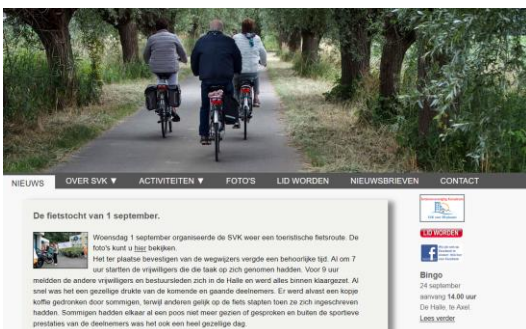 NIEUWS OVER SVK ▼ ACTIVITEITEN ▼ FOTO'S LID WORDEN NIEUWSBRIEVEN CONTACT
De fietstocht van 1 september.
Woensdag 1 september organiseerde de SVK weer een toeristische fietsroute. De
foto's kunt u hier bekijken.
Het ter plaatse bevestigen van de wegwijzers vergde een behoorlijke tijd. Al om 7
uur startten de vrijwilligers die de taak op zich genomen hadden. Voor 9 uur
meldden de andere vrijwilligers en bestuursleden zich in de Halle en werd alles binnen klaargezet. Al
snel was het een gezellige drukte van de komende en gaande deelnemers. Er werd alvast een kopje
koffie gedronken door sommigen, terwijl anderen gelijk op de fiets stapten toen ze zich ingeschreven
hadden. Sommigen hadden elkaar al een poos niet meer gezien of gesproken en buiten de sportieve
prestaties van de deelnemers was het ook een heel gezellige dag.
LID WORDEN
Bingo
24 september
aanvang 14.00 uur
De Halle, te Axel.
Lees verder